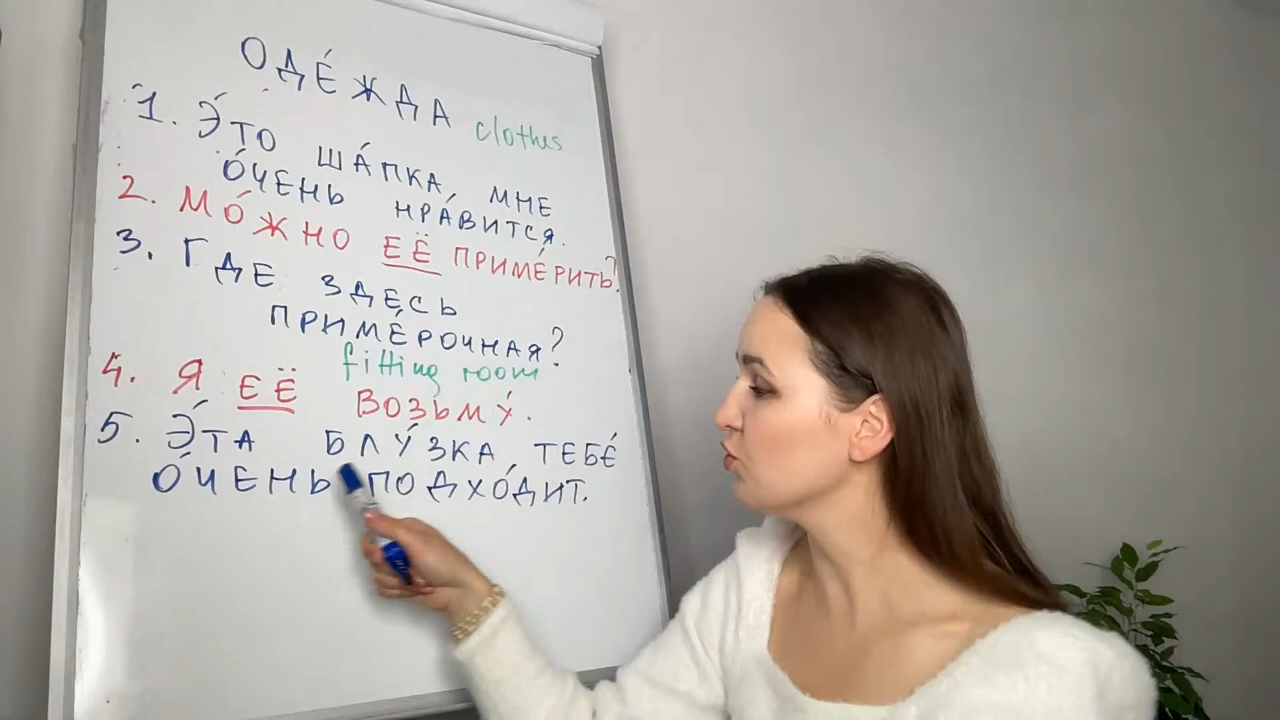 ОДЕ́ЖДА clothes
1. Э́ТО ША́ПКА, МНЕ
О́ЧЕНЬ НРА́ВИТСЯ.
2. МО́ЖНО ЕЁ ПРИМЕ́РИТЬ?
3. ГДЕ ЗДЕСЬ
ПРИМЕ́РОЧНАЯ?
fitting room
4. Я ЕЁ ВОЗЬМУ́.
5. Э́ТА БЛУ́ЗКА ТЕБЕ́
О́ЧЕНЬ ПОДХО́ДИТ.